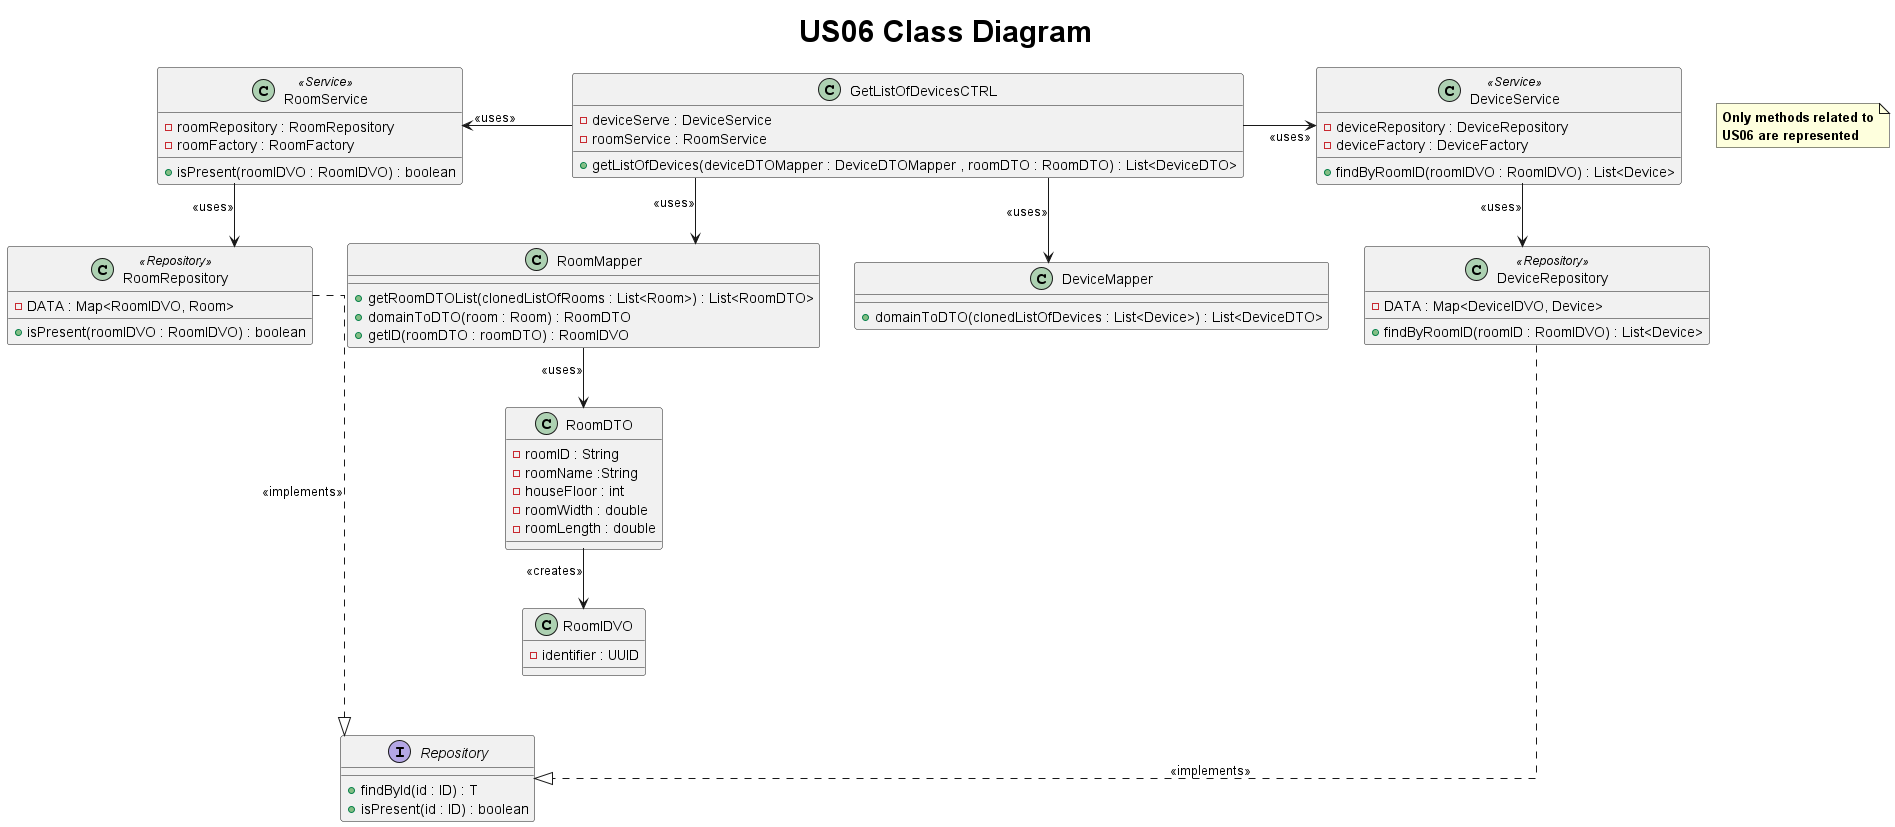 US06 Class Diagram
«Service»
C RoomService
roomRepository : RoomRepository
roomFactory : RoomFactory
isPresent(roomIDVO : RoomIDVO) : boolean
«uses»
C GetListOfDevicesCTRL
deviceServe : DeviceService
roomService : RoomService
getListOfDevices(deviceDTOMapper : DeviceDTOMapper , roomDTO : RoomDTO) : List<DeviceDTO>
«uses»
«Service»
C DeviceService
deviceRepository : DeviceRepository
deviceFactory : DeviceFactory
findByRoomID(roomIDVO : RoomIDVO) : List<Device>
Only methods related to
US06 are represented
«uses»
«uses»
«uses»
«uses»
«Repository»
C RoomRepository
DATA : Map<RoomIDVO, Room>
isPresent(roomIDVO : RoomIDVO) : boolean
C RoomMapper
getRoomDTOList(clonedListOfRooms : List<Room>) : List<RoomDTO>
domainToDTO(room : Room) : RoomDTO
getID(roomDTO : roomDTO) : RoomIDVO
C DeviceMapper
domainToDTO(clonedListOfDevices : List<Device>) : List<DeviceDTO>
«Repository»
C DeviceRepository
DATA : Map<DeviceIDVO, Device>
findByRoomID(roomID : RoomIDVO) : List<Device>
«uses»
C RoomDTO
roomID : String
roomName :String
houseFloor : int
roomWidth : double
roomLength : double
«implements»
«creates»
C RoomIDVO
identifier : UUID
I Repository
findById(id : ID) : T
isPresent(id : ID) : boolean
«implements»